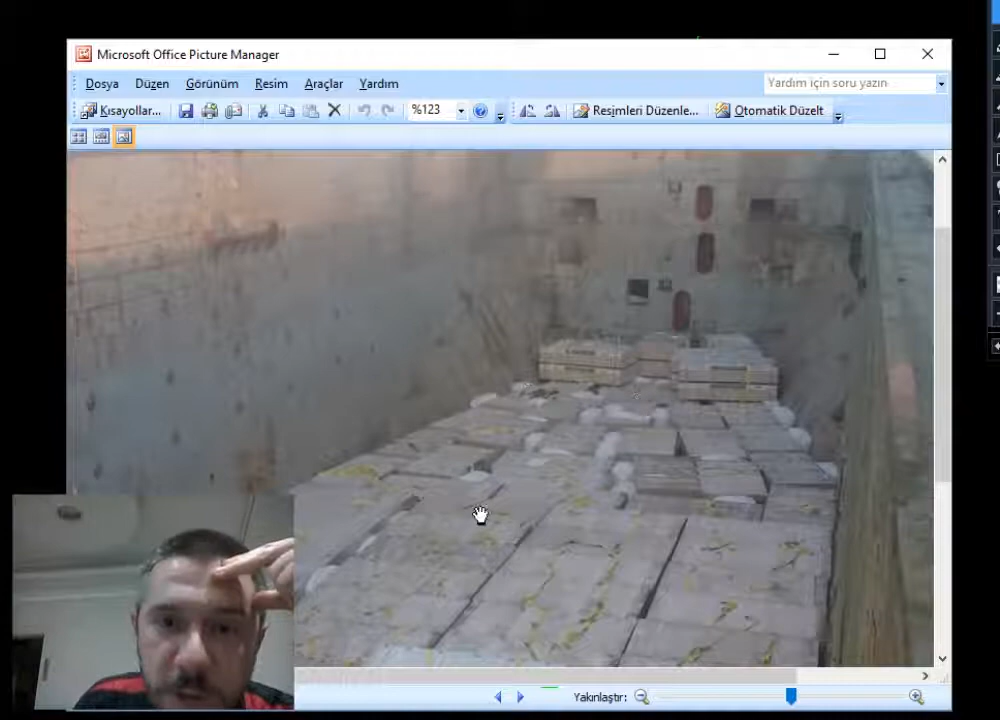 Microsoft Office Picture Manager
Dosya Düzen Görünüm Resim Araçlar Yardım
Yardım için soru yazın
Kısayollar... %123 Resimleri Düzenle... Otomatik Düzelt
Yakınlaştır: